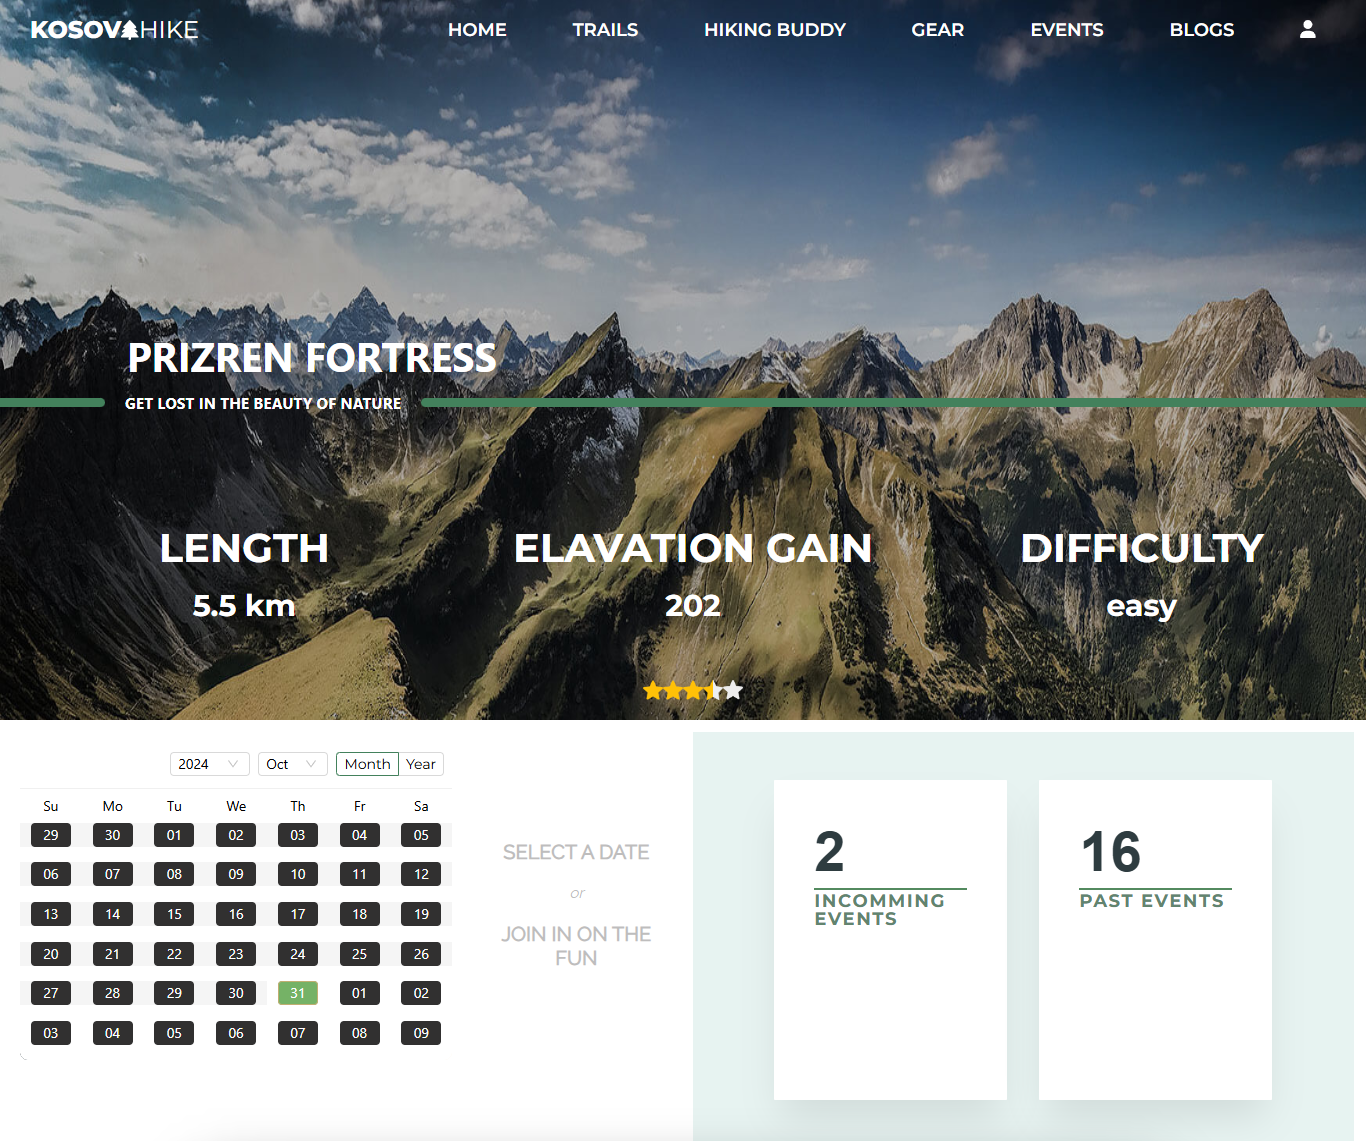 KOSOVAHIKE
HOME TRAILS HIKING BUDDY GEAR EVENTS BLOGS
PRIZREN FORTRESS
GET LOST IN THE BEAUTY OF NATURE
LENGTH ELAVATION GAIN DIFFICULTY
5.5 km 202 easy
2024 Oct Month Year
Su Mo Tu We Th Fr Sa
29 30 01 02 03 04 05
06 07 08 09 10 11 12
13 14 15 16 17 18 19
20 21 22 23 24 25 26
27 28 29 30 31 01 02
03 04 05 06 07 08 09
SELECT A DATE
or
JOIN IN ON THE
FUN
2
INCOMMING
EVENTS
16
PAST EVENTS